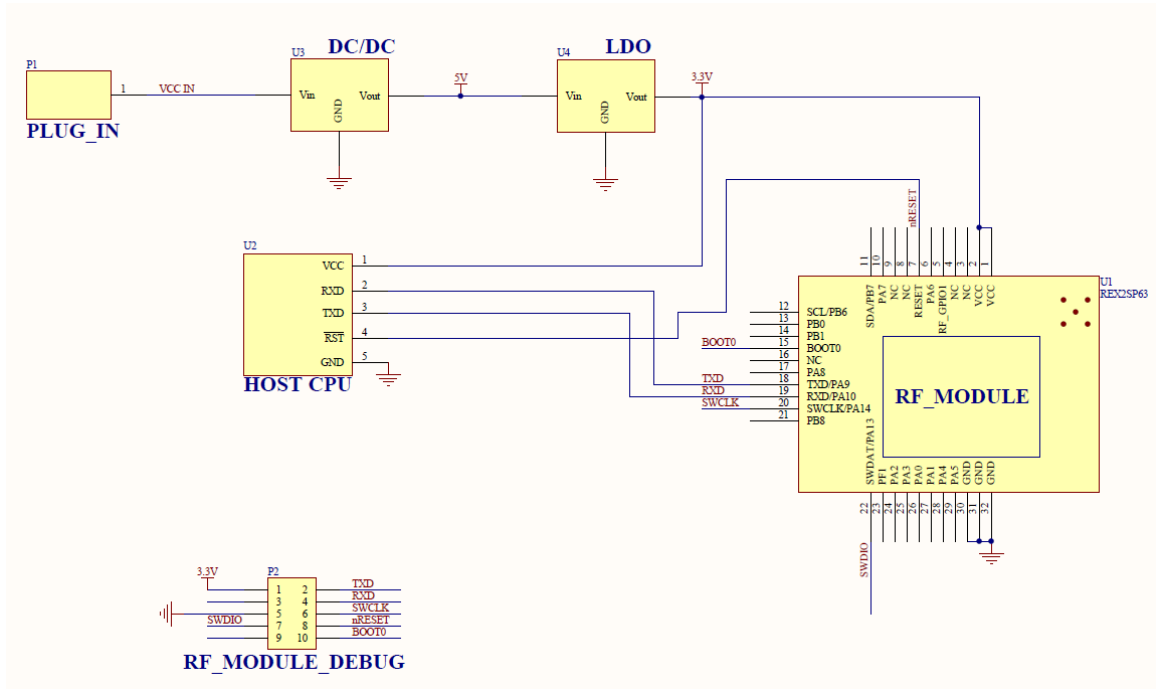 DC/DC
LDO
P1
U3
U4
1
VCC IN
Vin
Vout
GND
5V
Vin
Vout
GND
3.3V
PLUG_IN
nRESET
U2
VCC 1
RXD 2
TXD 3
RST 4
GND 5
HOST CPU
11 10 9 8 7 6 5 4 3 2 1
SDA/PB7
PA7
NC
NC
RESET
PA6
RF_GPIO1
NC
NC
VCC
VCC
U1
REX2SP63
12 SCL/PB6
13 PB0
14 PB1
BOOT0 15 BOOT0
16 NC
17 PA8
TXD 18 TXD/PA9
RXD 19 RXD/PA10
SWCLK 20 SWCLK/PA14
21 PB8
RF_MODULE
SWDAT/PA13
PF1
PA2
PA3
PA0
PA1
PA4
PA5
GND
GND
GND
22 23 24 25 26 27 28 29 30 31 32
SWDIO
3.3V
P2
1 2 TXD
3 4 RXD
5 6 SWCLK
SWDIO 7 8 nRESET
9 10 BOOT0
RF_MODULE_DEBUG